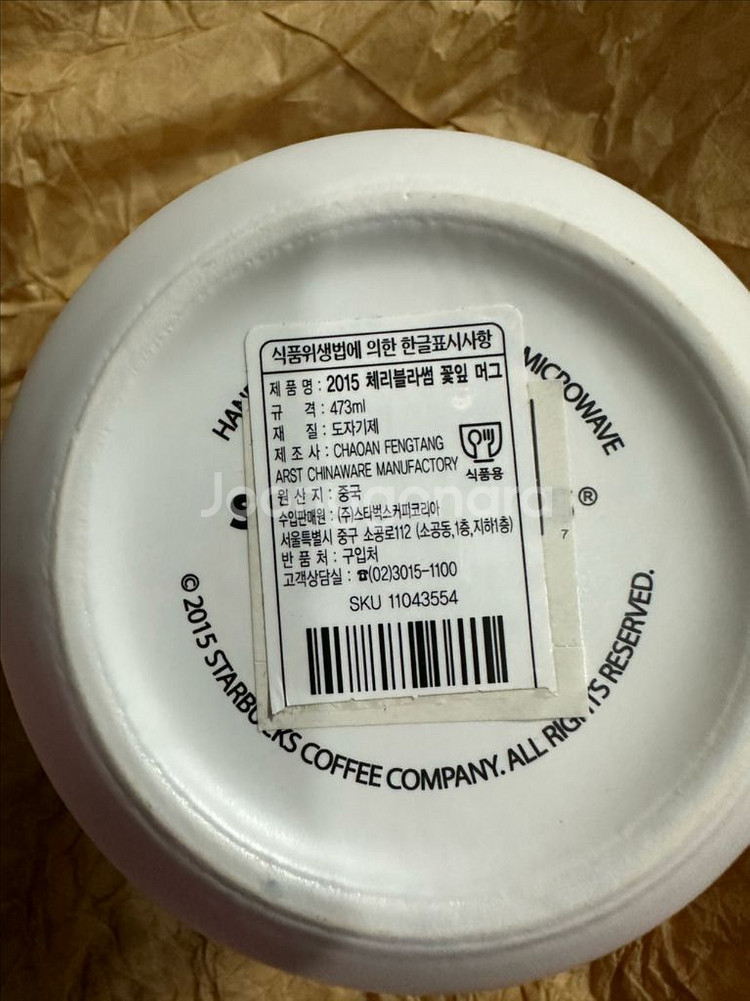 식품위생법에 의한 한글표시사항
제 품 명 : 2015 체리블라썸 꽃잎 머그
규 격 : 473ml
재 질 : 도자기제
제 조 사 : CHAOAN FENGTANG
ARST CHINAWARE MANUFACTORY
식품용
원 산 지 : 중국
수입판매원 : (주)스타벅스커피코리아
서울특별시 중구 소공로112 (소공동,1층,지하1층)
반 품 처 : 구입처
고객상담실 : ☎(02)3015-1100
SKU 11043554
MICROWAVE
®
7
© 2015 STARBUCKS COFFEE COMPANY. ALL RIGHTS RESERVED.
Joonggonara